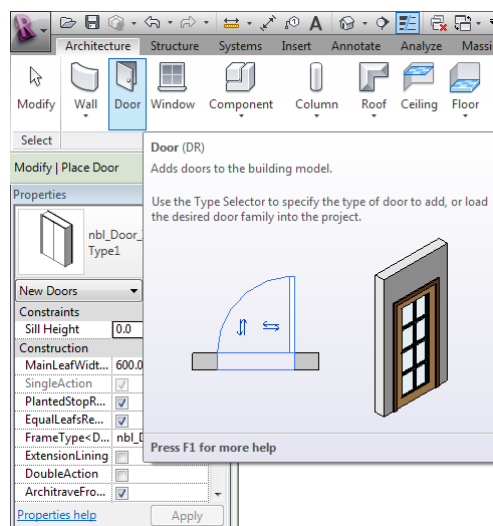 Architecture Structure Systems Insert Annotate Analyze Massi
Modify Wall Door Window Component Column Roof Ceiling Floor
Select
Modify | Place Door
Properties
nbl_Door_
Type1
New Doors
Constraints
Sill Height 0.0
Construction
MainLeafWidt... 600.0
SingleAction
PlantedStopR...
EqualLeafsRe...
FrameType<D... nbl_D
ExtensionLining
DoubleAction
ArchitraveFro...
Properties help Apply
Door (DR)
Adds doors to the building model.
Use the Type Selector to specify the type of door to add, or load
the desired door family into the project.
Press F1 for more help